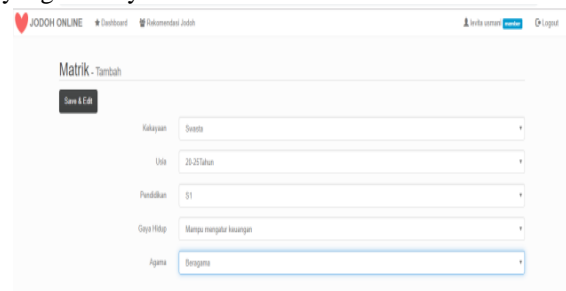 JODOH ONLINE Dashboard Rekomendasi Jodoh levita usmani member Logout
Matrik - Tambah
Save & Edit
Kekayaan Swasta
Usia 20-25Tahun
Pendidikan S1
Gaya Hidup Mampu mengatur keuangan
Agama Beragama